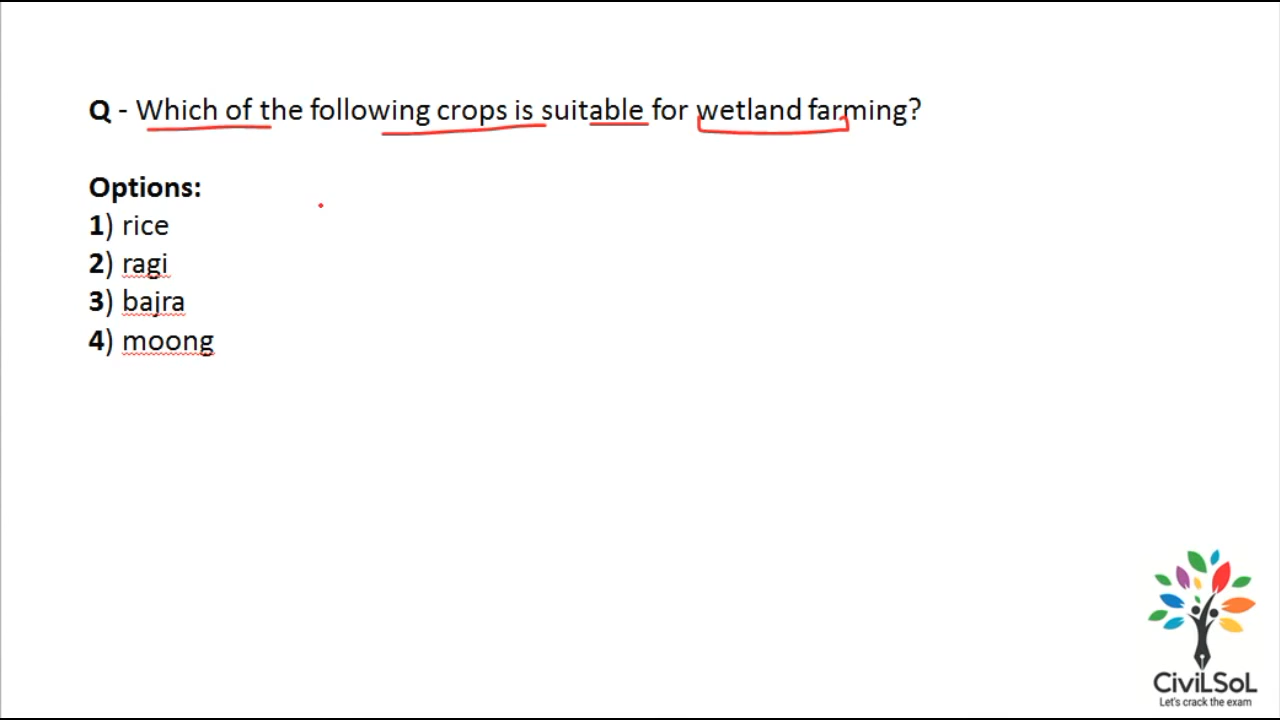 Q - Which of the following crops is suitable for wetland farming?
Options:
1) rice
2) ragi
3) bajra
4) moong
CiviLSoL
Let's crack the exam